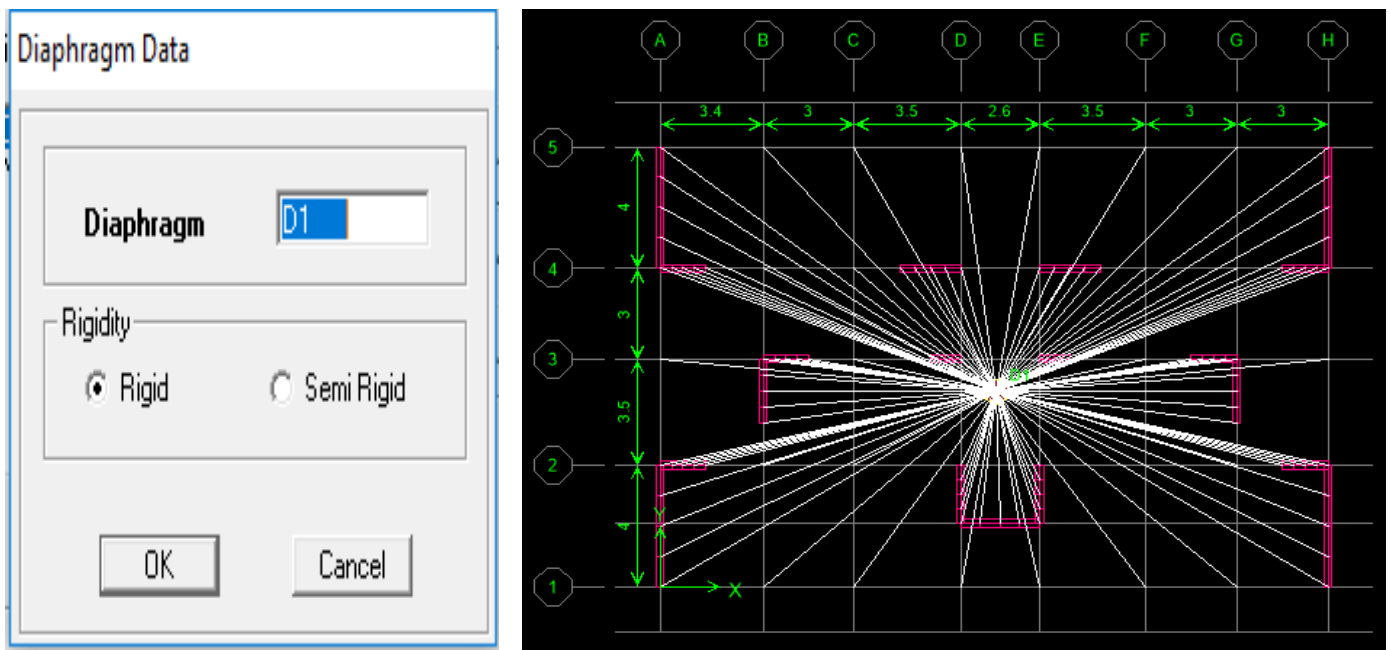 Diaphragm Data
Diaphragm
D1
Rigidity
Rigid
Semi Rigid
OK
Cancel
A B C D E F G H
3.4 3 3.5 2.6 3.5 3 3
5
4
4
3
3
D1
3.5
2
4
Y
1
X